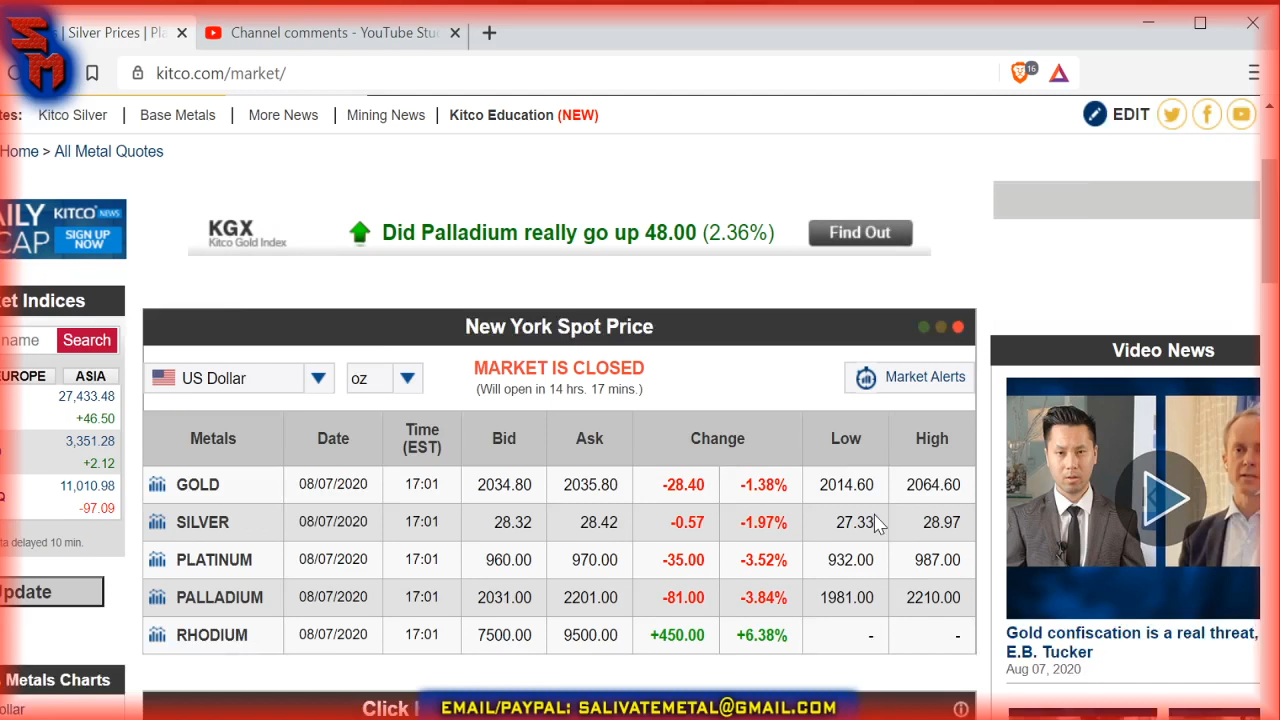 SM
| Silver Prices | Pla
Channel comments - YouTube Stu
kitco.com/market/
16
tes: Kitco Silver | Base Metals | More News | Mining News | Kitco Education (NEW)
EDIT
Home > All Metal Quotes
AILY KITCO NEWS
CAP SIGN UP NOW
KGX
Kitco Gold Index
Did Palladium really go up 48.00 (2.36%)
Find Out
ket Indices
name Search
EUROPE ASIA
27,433.48
+46.50
3,351.28
+2.12
Q 11,010.98
-97.09
ta delayed 10 min.
Update
Metals Charts
ollar
New York Spot Price
US Dollar oz
MARKET IS CLOSED
(Will open in 14 hrs. 17 mins.)
Market Alerts
Metals Date Time (EST) Bid Ask Change Low High
GOLD 08/07/2020 17:01 2034.80 2035.80 -28.40 -1.38% 2014.60 2064.60
SILVER 08/07/2020 17:01 28.32 28.42 -0.57 -1.97% 27.33 28.97
PLATINUM 08/07/2020 17:01 960.00 970.00 -35.00 -3.52% 932.00 987.00
PALLADIUM 08/07/2020 17:01 2031.00 2201.00 -81.00 -3.84% 1981.00 2210.00
RHODIUM 08/07/2020 17:01 7500.00 9500.00 +450.00 +6.38% - -
Video News
Gold confiscation is a real threat,
E.B. Tucker
Aug 07, 2020
Click
EMAIL/PAYPAL: SALIVATEMETAL@GMAIL.COM